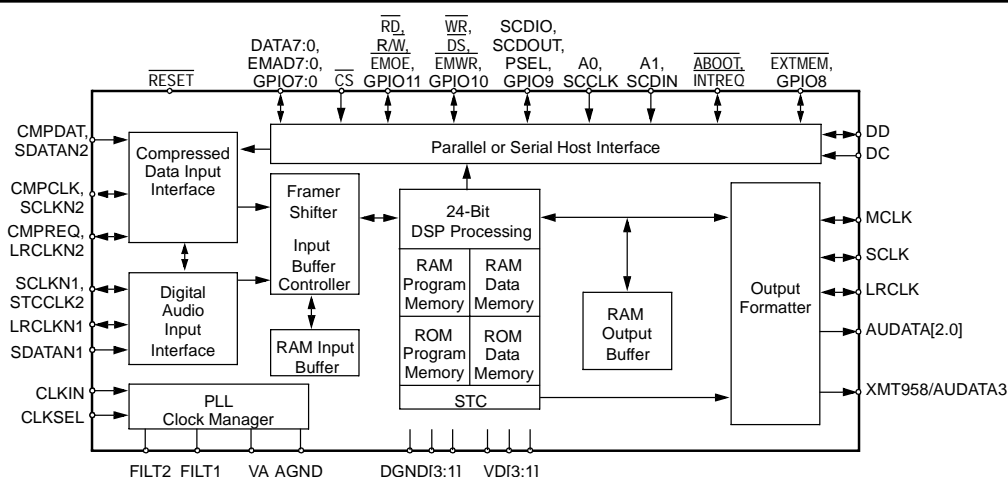 RESET
DATA7:0,
EMAD7:0,
GPIO7:0
CS
RD,
R/W,
EMOE,
GPIO11
WR,
DS,
EMWR,
GPIO10
SCDIO,
SCDOUT,
PSEL,
GPIO9
A0,
SCCLK
A1,
SCDIN
ABOOT,
INTREQ
EXTMEM,
GPIO8
CMPDAT,
SDATAN2
CMPCLK,
SCLKN2
CMPREQ,
LRCLKN2
SCLKN1,
STCCLK2
LRCLKN1
SDATAN1
CLKIN
CLKSEL
Compressed
Data Input
Interface
Digital
Audio
Input
Interface
Framer
Shifter
Input
Buffer
Controller
RAM Input
Buffer
PLL
Clock Manager
Parallel or Serial Host Interface
24-Bit
DSP Processing
RAM
Program
Memory
RAM
Data
Memory
ROM
Program
Memory
ROM
Data
Memory
STC
RAM
Output
Buffer
Output
Formatter
DD
DC
MCLK
SCLK
LRCLK
AUDATA[2.0]
XMT958/AUDATA3
FILT2
FILT1
VA
AGND
DGND[3:1]
VD[3:1]